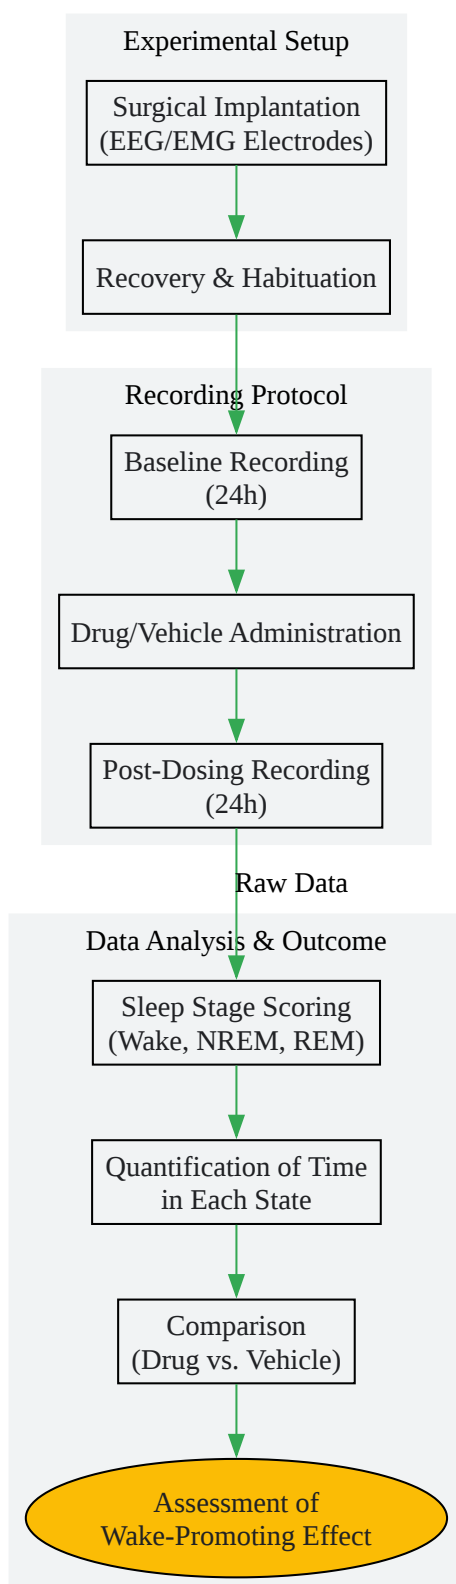 Experimental Setup
Surgical Implantation
(EEG/EMG Electrodes)
Recovery & Habituation
Recording Protocol
Baseline Recording
(24h)
Drug/Vehicle Administration
Post-Dosing Recording
(24h)
Raw Data
Data Analysis & Outcome
Sleep Stage Scoring
(Wake, NREM, REM)
Quantification of Time
in Each State
Comparison
(Drug vs. Vehicle)
Assessment of
Wake-Promoting Effect